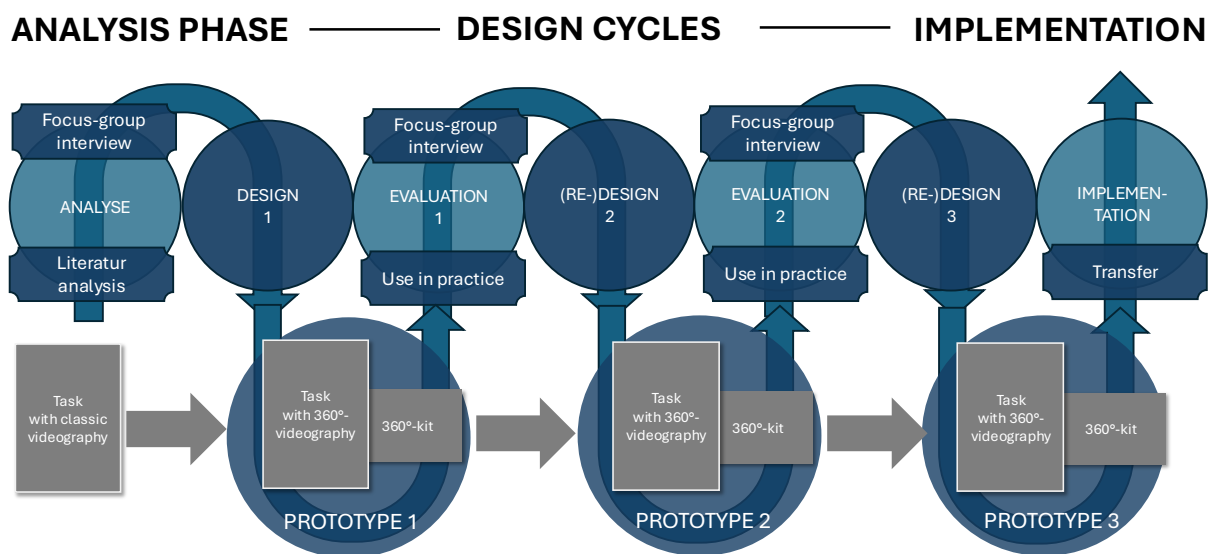 ANALYSIS PHASE
DESIGN CYCLES
IMPLEMENTATION
Focus-group
interview
ANALYSE
Literatur
analysis
DESIGN
1
Focus-group
interview
EVALUATION
1
Use in practice
(RE-)DESIGN
2
Focus-group
interview
EVALUATION
2
Use in practice
(RE-)DESIGN
3
IMPLEMEN-
TATION
Transfer
Task
with classic
videography
Task
with 360°-
videography
360°-kit
PROTOTYPE 1
Task
with 360°-
videography
360°-kit
PROTOTYPE 2
Task
with 360°-
videography
360°-kit
PROTOTYPE 3